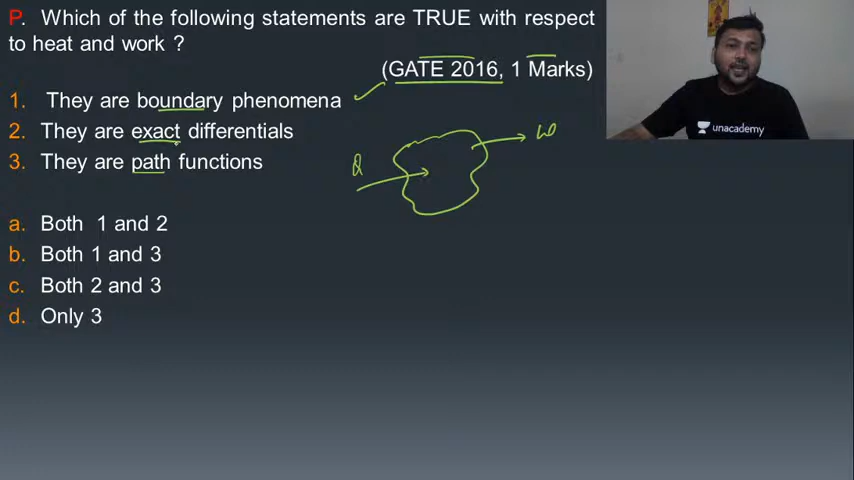 P. Which of the following statements are TRUE with respect
to heat and work ?
(GATE 2016, 1 Marks)
1. They are boundary phenomena
2. They are exact differentials
3. They are path functions
Q
W
a. Both 1 and 2
b. Both 1 and 3
c. Both 2 and 3
d. Only 3
unacademy